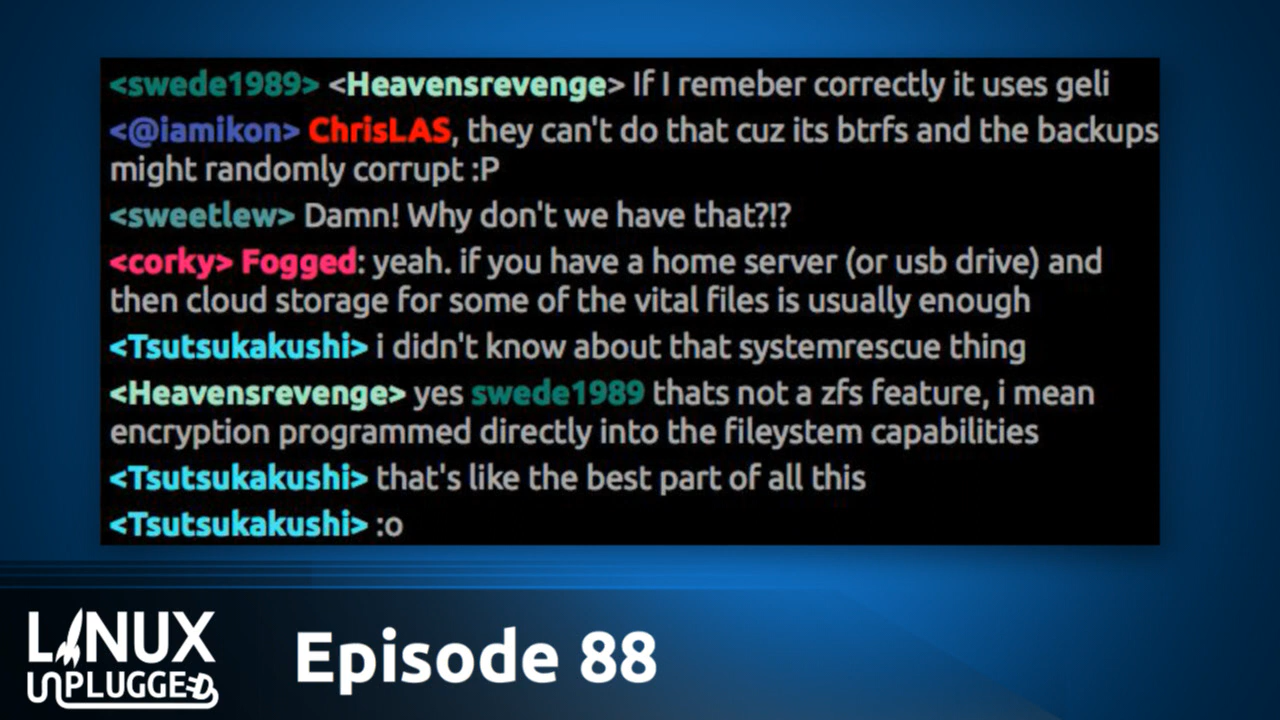 <swede1989> <Heavensrevenge> If I remeber correctly it uses geli
<@iamikon> ChrisLAS, they can't do that cuz its btrfs and the backups
might randomly corrupt :P
<sweetlew> Damn! Why don't we have that?!?
<corky> Fogged: yeah. if you have a home server (or usb drive) and
then cloud storage for some of the vital files is usually enough
<Tsutsukakushi> i didn't know about that systemrescue thing
<Heavensrevenge> yes swede1989 thats not a zfs feature, i mean
encryption programmed directly into the fileystem capabilities
<Tsutsukakushi> that's like the best part of all this
<Tsutsukakushi> :o
LINUX
UNPLUGGED
Episode 88